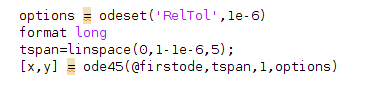 options = odeset('RelTol',1e-6)
format long
tspan=linspace(0,1-1e-6,5);
[x,y] = ode45(@firstode,tspan,1,options)